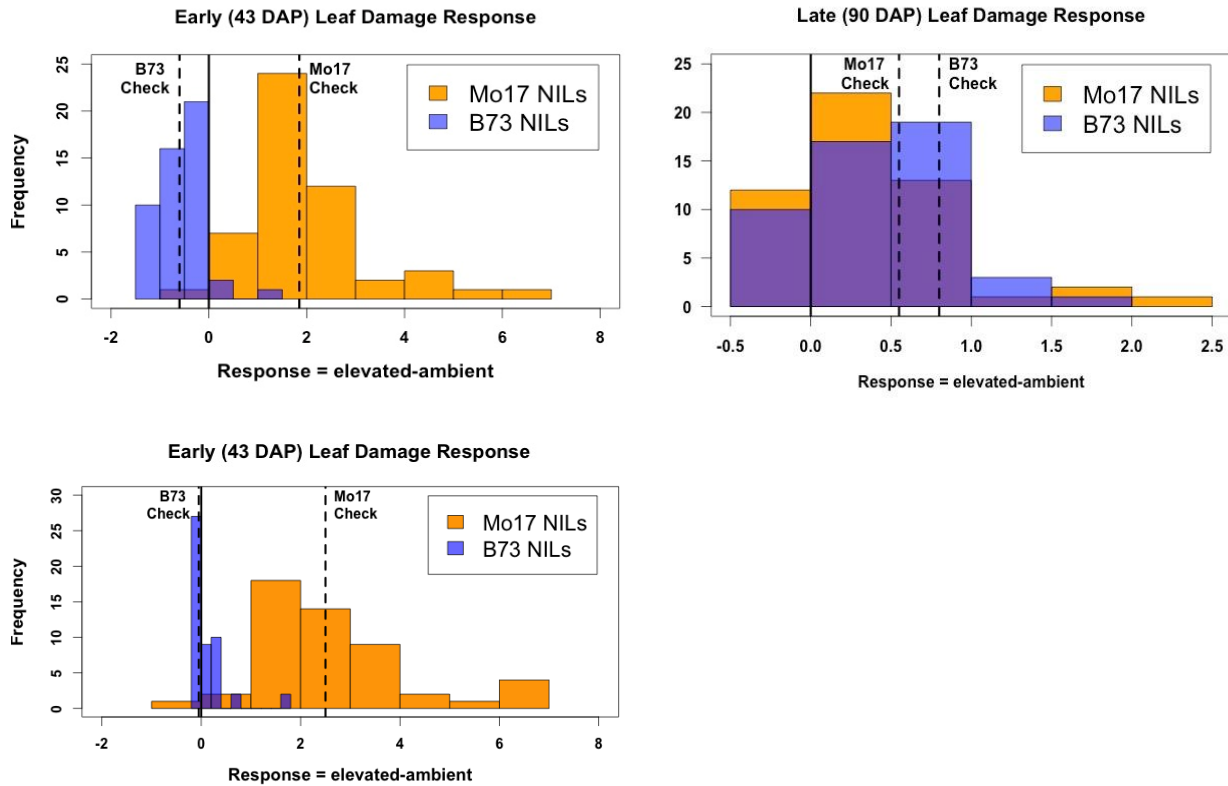 Early (43 DAP) Leaf Damage Response
B73
Check
Mo17
Check
Mo17 NILs
B73 NILs
Frequency
25
20
15
10
5
0
-2 0 2 4 6 8
Response = elevated-ambient
Late (90 DAP) Leaf Damage Response
Mo17
Check
B73
Check
Mo17 NILs
B73 NILs
25
20
15
10
5
0
-0.5 0.0 0.5 1.0 1.5 2.0 2.5
Response = elevated-ambient
Early (43 DAP) Leaf Damage Response
B73
Check
Mo17
Check
Mo17 NILs
B73 NILs
Frequency
30
25
20
15
10
5
0
-2 0 2 4 6 8
Response = elevated-ambient